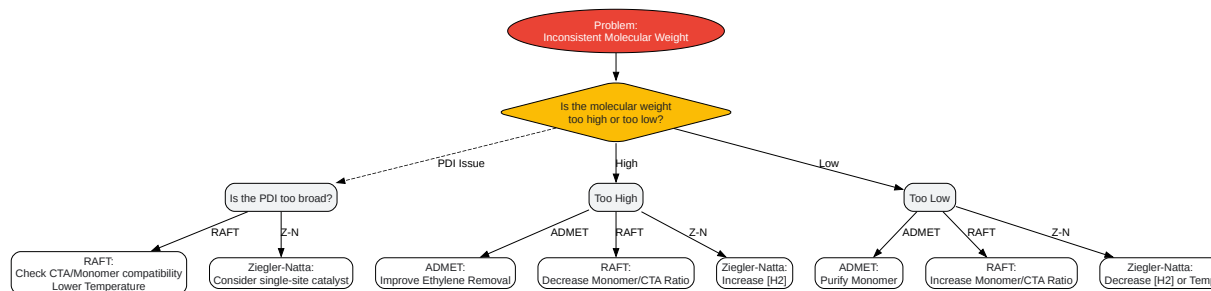 Problem:
Inconsistent Molecular Weight
Is the molecular weight
too high or too low?
PDI Issue
High
Low
Is the PDI too broad?
Too High
Too Low
RAFT
Z-N
ADMET
RAFT
Z-N
ADMET
RAFT
Z-N
RAFT:
Check CTA/Monomer compatibility
Lower Temperature
Ziegler-Natta:
Consider single-site catalyst
ADMET:
Improve Ethylene Removal
RAFT:
Decrease Monomer/CTA Ratio
Ziegler-Natta:
Increase [H2]
ADMET:
Purify Monomer
RAFT:
Increase Monomer/CTA Ratio
Ziegler-Natta:
Decrease [H2] or Temp